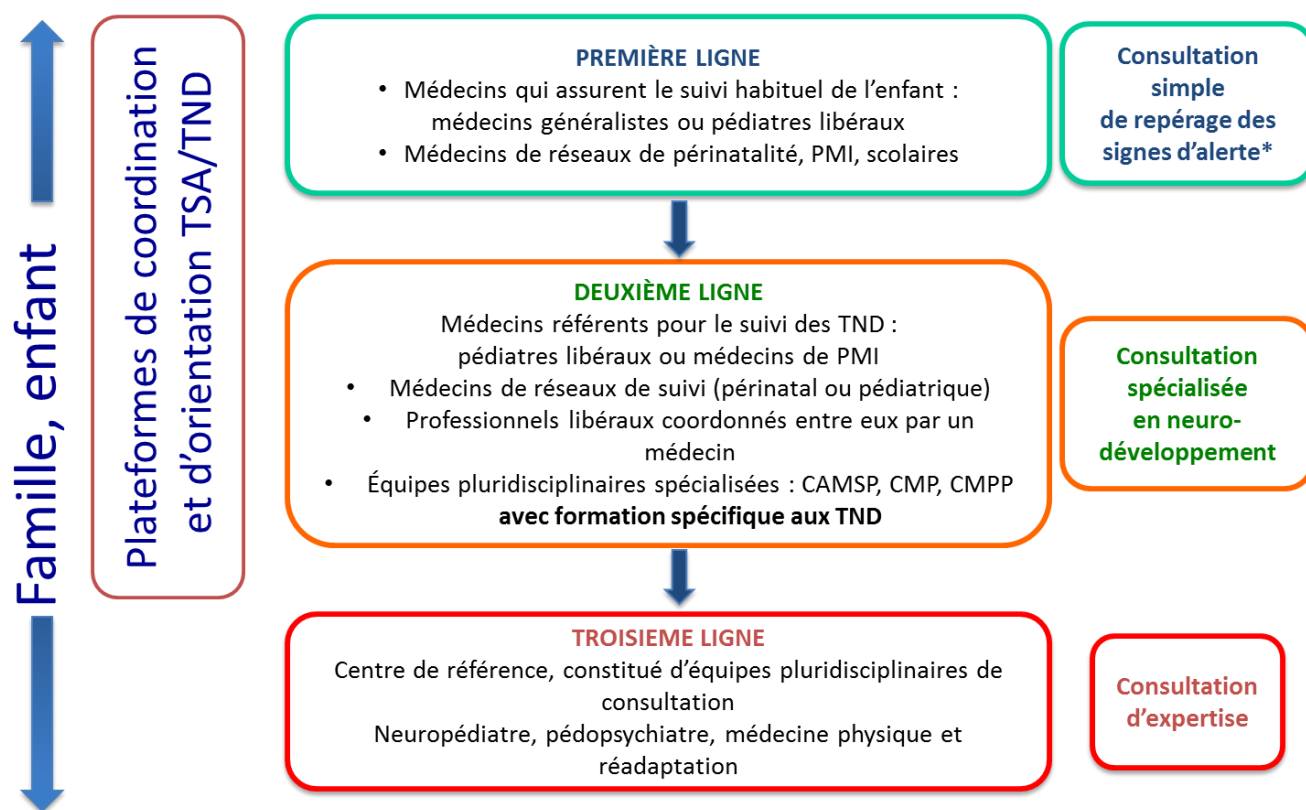 Famille, enfant
Plateformes de coordination
et d’orientation TSA/TND
PREMIÈRE LIGNE
• Médecins qui assurent le suivi habituel de l’enfant :
médecins généralistes ou pédiatres libéraux
• Médecins de réseaux de périnatalité, PMI, scolaires
Consultation
simple
de repérage des
signes d’alerte*
DEUXIÈME LIGNE
Médecins référents pour le suivi des TND :
pédiatres libéraux ou médecins de PMI
• Médecins de réseaux de suivi (périnatal ou pédiatrique)
• Professionnels libéraux coordonnés entre eux par un
médecin
• Équipes pluridisciplinaires spécialisées : CAMSP, CMP, CMPP
avec formation spécifique aux TND
Consultation
spécialisée
en neuro-
développement
TROISIEME LIGNE
Centre de référence, constitué d’équipes pluridisciplinaires de
consultation
Neuropédiatre, pédopsychiatre, médecine physique et
réadaptation
Consultation
d’expertise